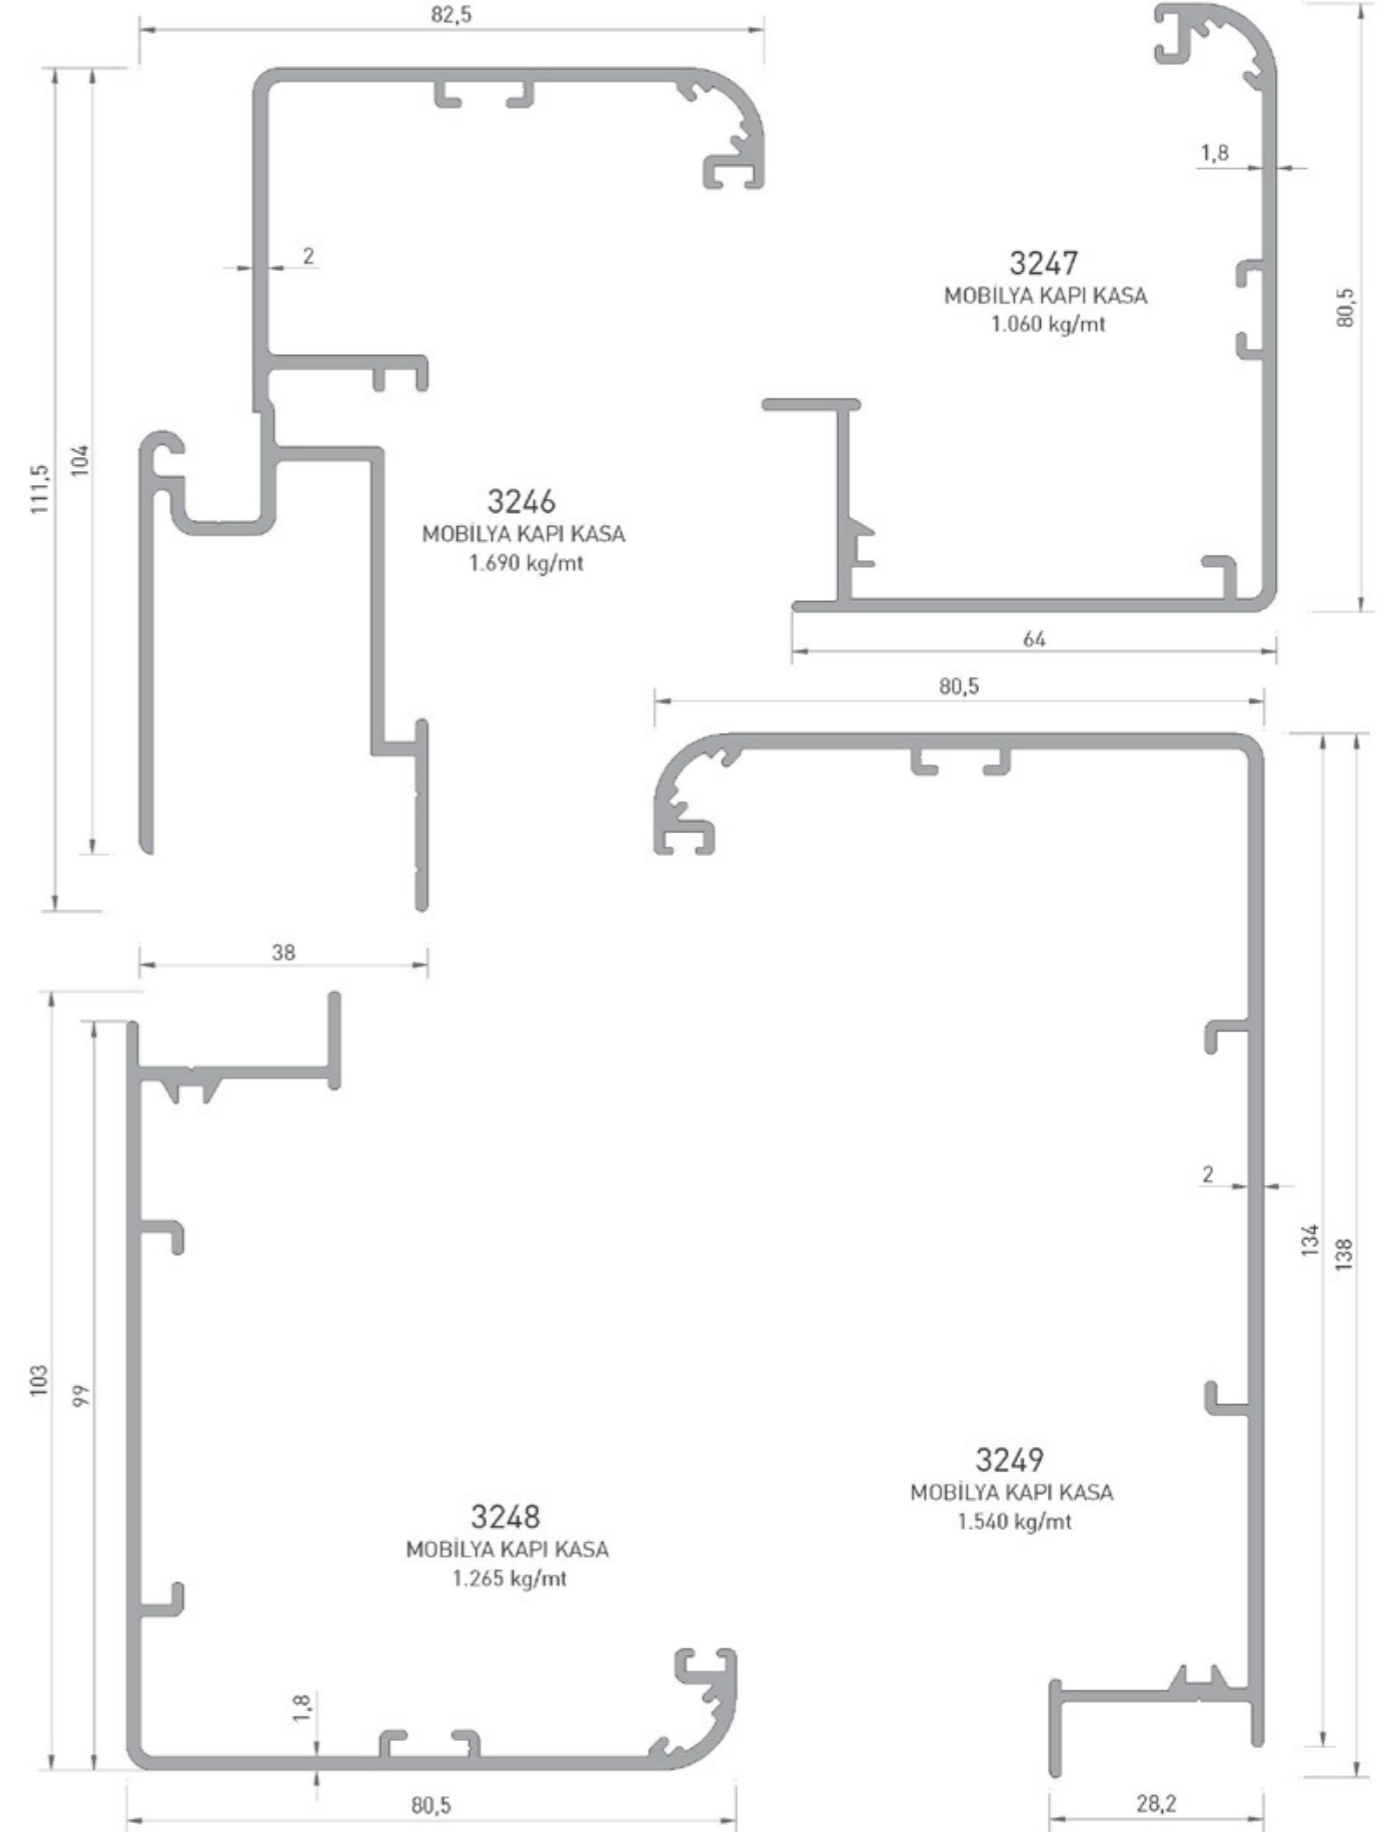 82,5
111,5
104
2
3246
MOBİLYA KAPI KASA
1.690 kg/mt
38
1,8
3247
MOBİLYA KAPI KASA
1.060 kg/mt
80,5
64
103
99
3248
MOBİLYA KAPI KASA
1.265 kg/mt
1,8
80,5
80,5
2
134
138
3249
MOBİLYA KAPI KASA
1.540 kg/mt
28,2